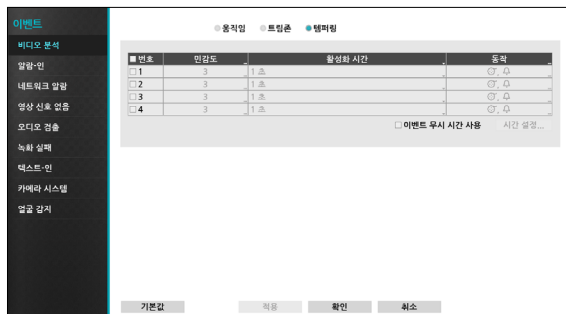 이벤트
움직임 트립존 템퍼링
비디오 분석
알람-인
네트워크 알람
영상 신호 없음
오디오 검출
녹화 실패
텍스트-인
카메라 시스템
얼굴 감지
번호 민감도 활성화 시간 동작
1 3 1 초
2 3 1 초
3 3 1 초
4 3 1 초
이벤트 무시 시간 사용 시간 설정...
기본값 적용 확인 취소